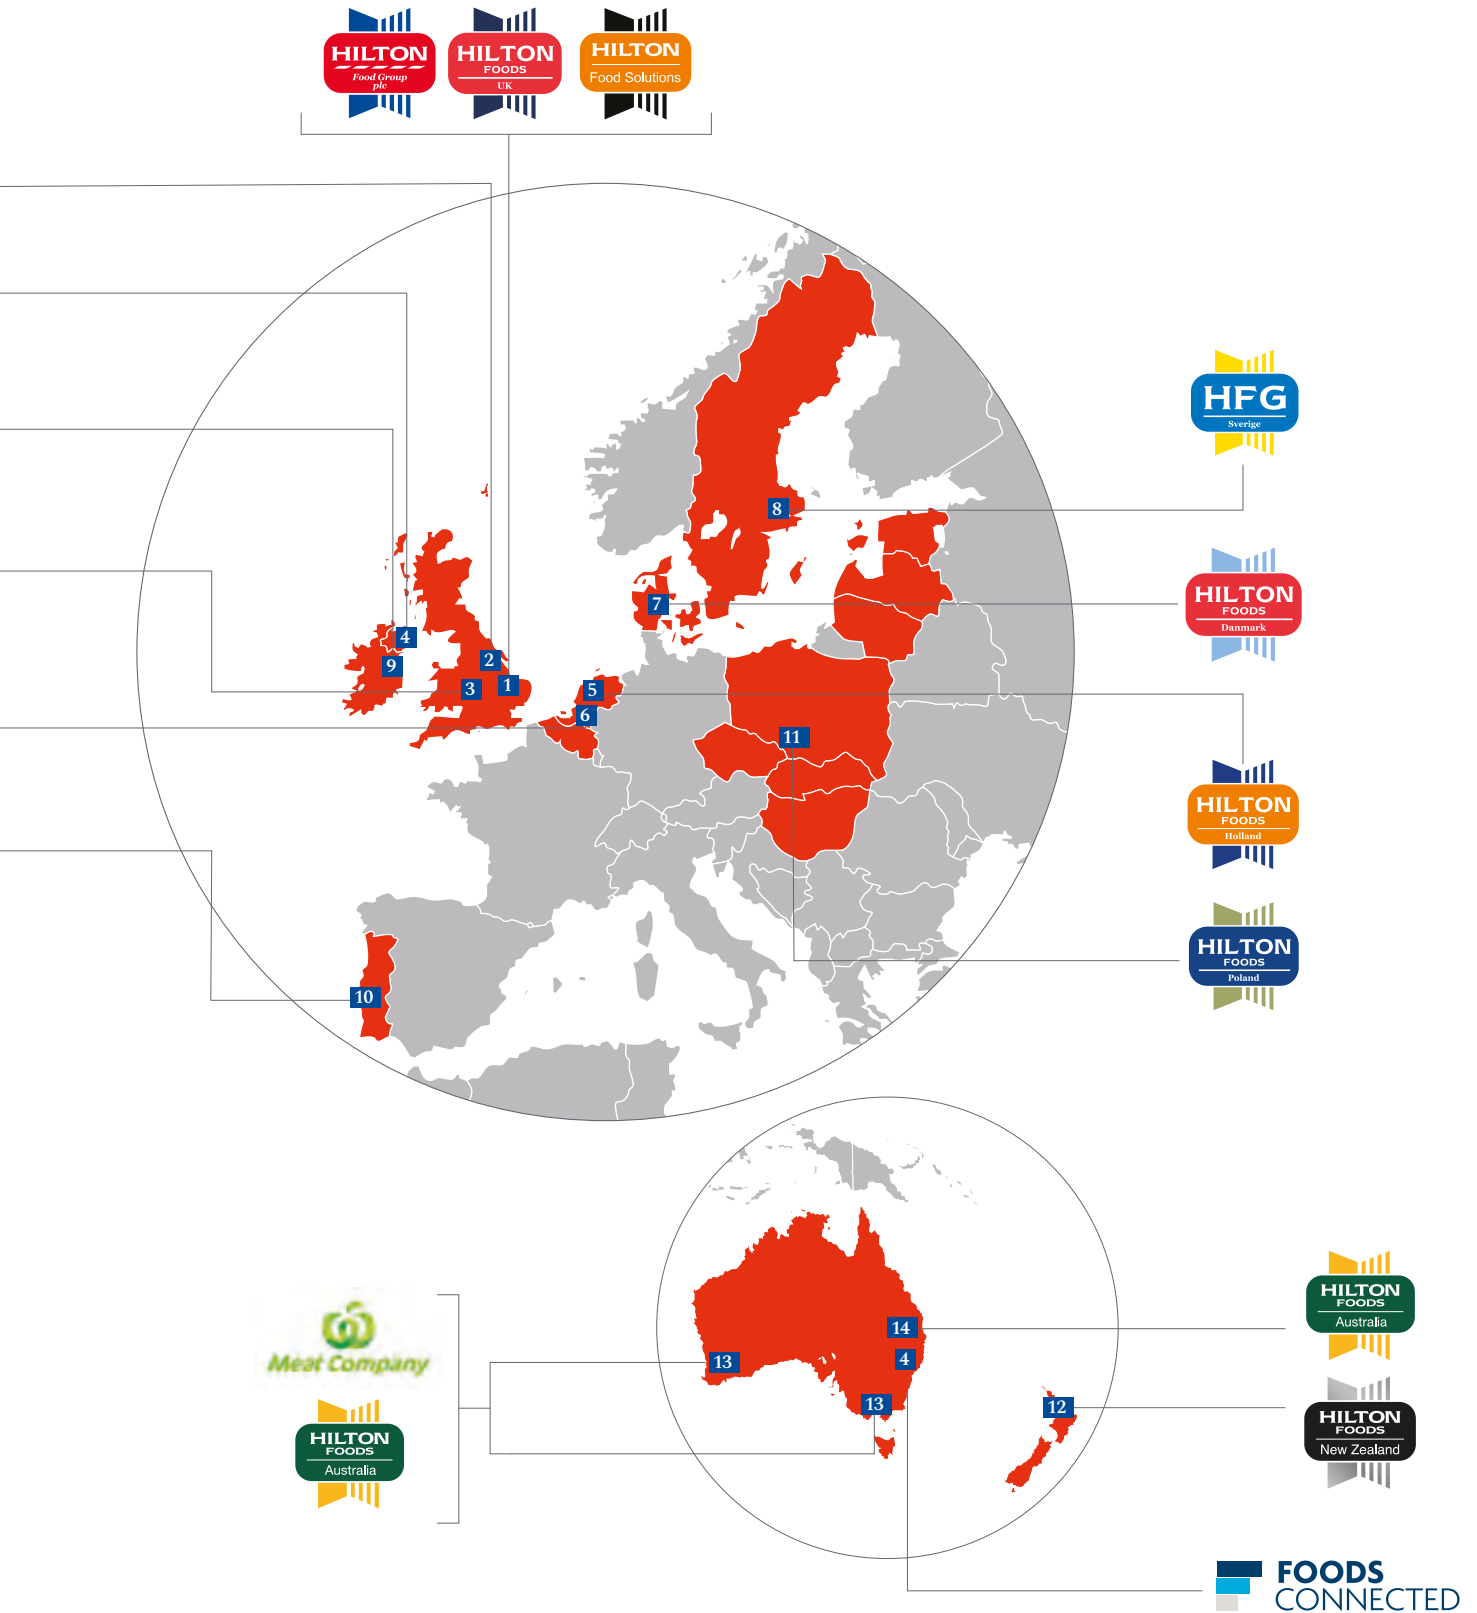 HILTON
Food Group
plc
HILTON
FOODS
UK
HILTON
Food Solutions
HFG
Sverige
8
HILTON
FOODS
Danmark
7
4
9
2
3
1
5
6
11
HILTON
FOODS
Holland
HILTON
FOODS
Poland
10
14
4
13
13
12
Meat Company
HILTON
FOODS
Australia
HILTON
FOODS
Australia
HILTON
FOODS
New Zealand
FOODS
CONNECTED